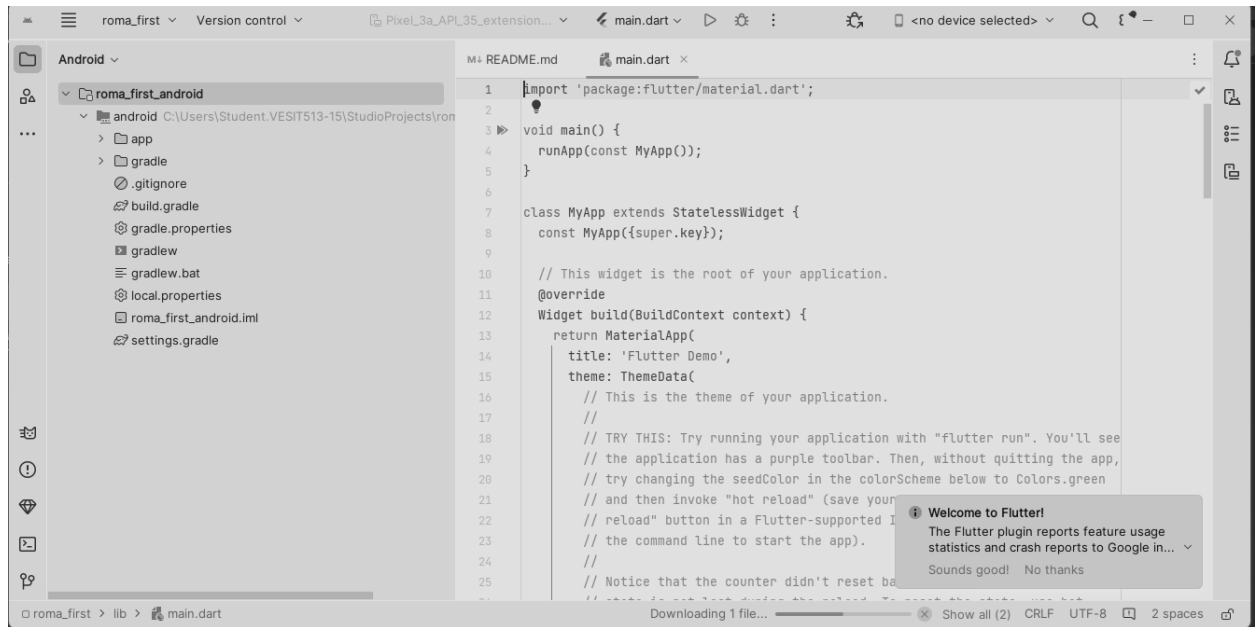 roma_first Version control Pixel_3a_API_35_extension... main.dart <no device selected>
Android
roma_first_android
android C:\Users\Student.VESIT513-15\StudioProjects\rom
app
gradle
.gitignore
build.gradle
gradle.properties
gradlew
gradlew.bat
local.properties
roma_first_android.iml
settings.gradle
README.md main.dart
1 import 'package:flutter/material.dart';
2
3 void main() {
4 runApp(const MyApp());
5 }
6
7 class MyApp extends StatelessWidget {
8 const MyApp({super.key});
9
10 // This widget is the root of your application.
11 @override
12 Widget build(BuildContext context) {
13 return MaterialApp(
14 title: 'Flutter Demo',
15 theme: ThemeData(
16 // This is the theme of your application.
17 //
18 // TRY THIS: Try running your application with "flutter run". You'll see
19 // the application has a purple toolbar. Then, without quitting the app,
20 // try changing the seedColor in the colorScheme below to Colors.green
21 // and then invoke "hot reload" (save your
22 // reload" button in a Flutter-supported I
23 // the command line to start the app).
24 //
25 // Notice that the counter didn't reset ba
Welcome to Flutter!
The Flutter plugin reports feature usage
statistics and crash reports to Google in...
Sounds good! No thanks
roma_first > lib > main.dart Downloading 1 file... Show all (2) CRLF UTF-8 2 spaces